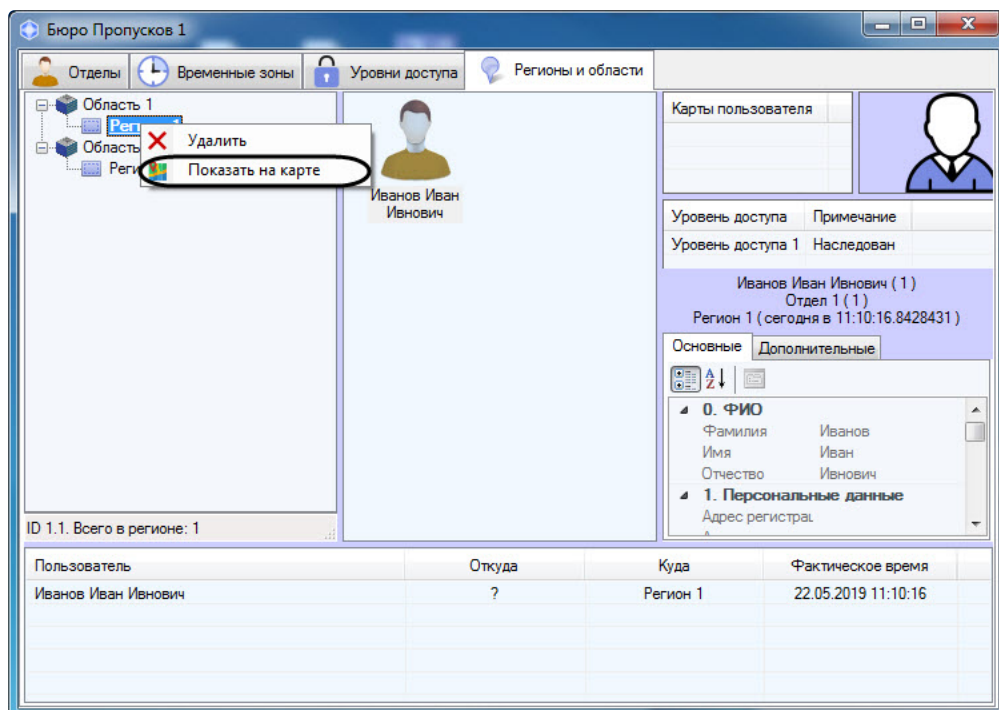 Бюро Пропусков 1
Отделы
Временные зоны
Уровни доступа
Регионы и области
Область 1
Удалить
Область
Показать на карте
Иванов Иван
Ивнович
ID 1.1. Всего в регионе: 1
Карты пользователя
Уровень доступа Примечание
Уровень доступа 1 Наследован
Иванов Иван Ивнович ( 1 )
Отдел 1 ( 1 )
Регион 1 ( сегодня в 11:10:16.8428431 )
Основные Дополнительные
0. ФИО
Фамилия Иванов
Имя Иван
Отчество Ивнович
1. Персональные данные
Адрес
Пользователь Откуда Куда Фактическое время
Иванов Иван Ивнович ? Регион 1 22.05.2019 11:10:16